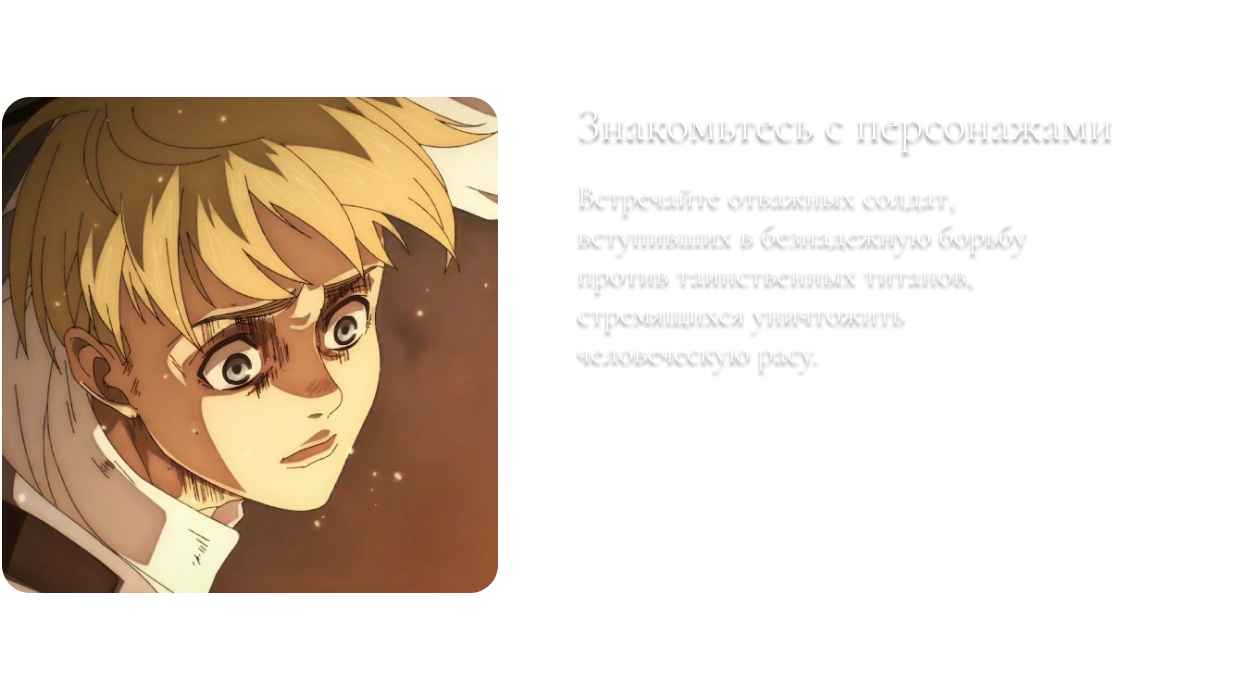 Знакомьтесь с персонажами
Встречайте отважных солдат,
вступивших в безнадежную борьбу
против таинственных титанов,
стремящихся уничтожить
человеческую расу.